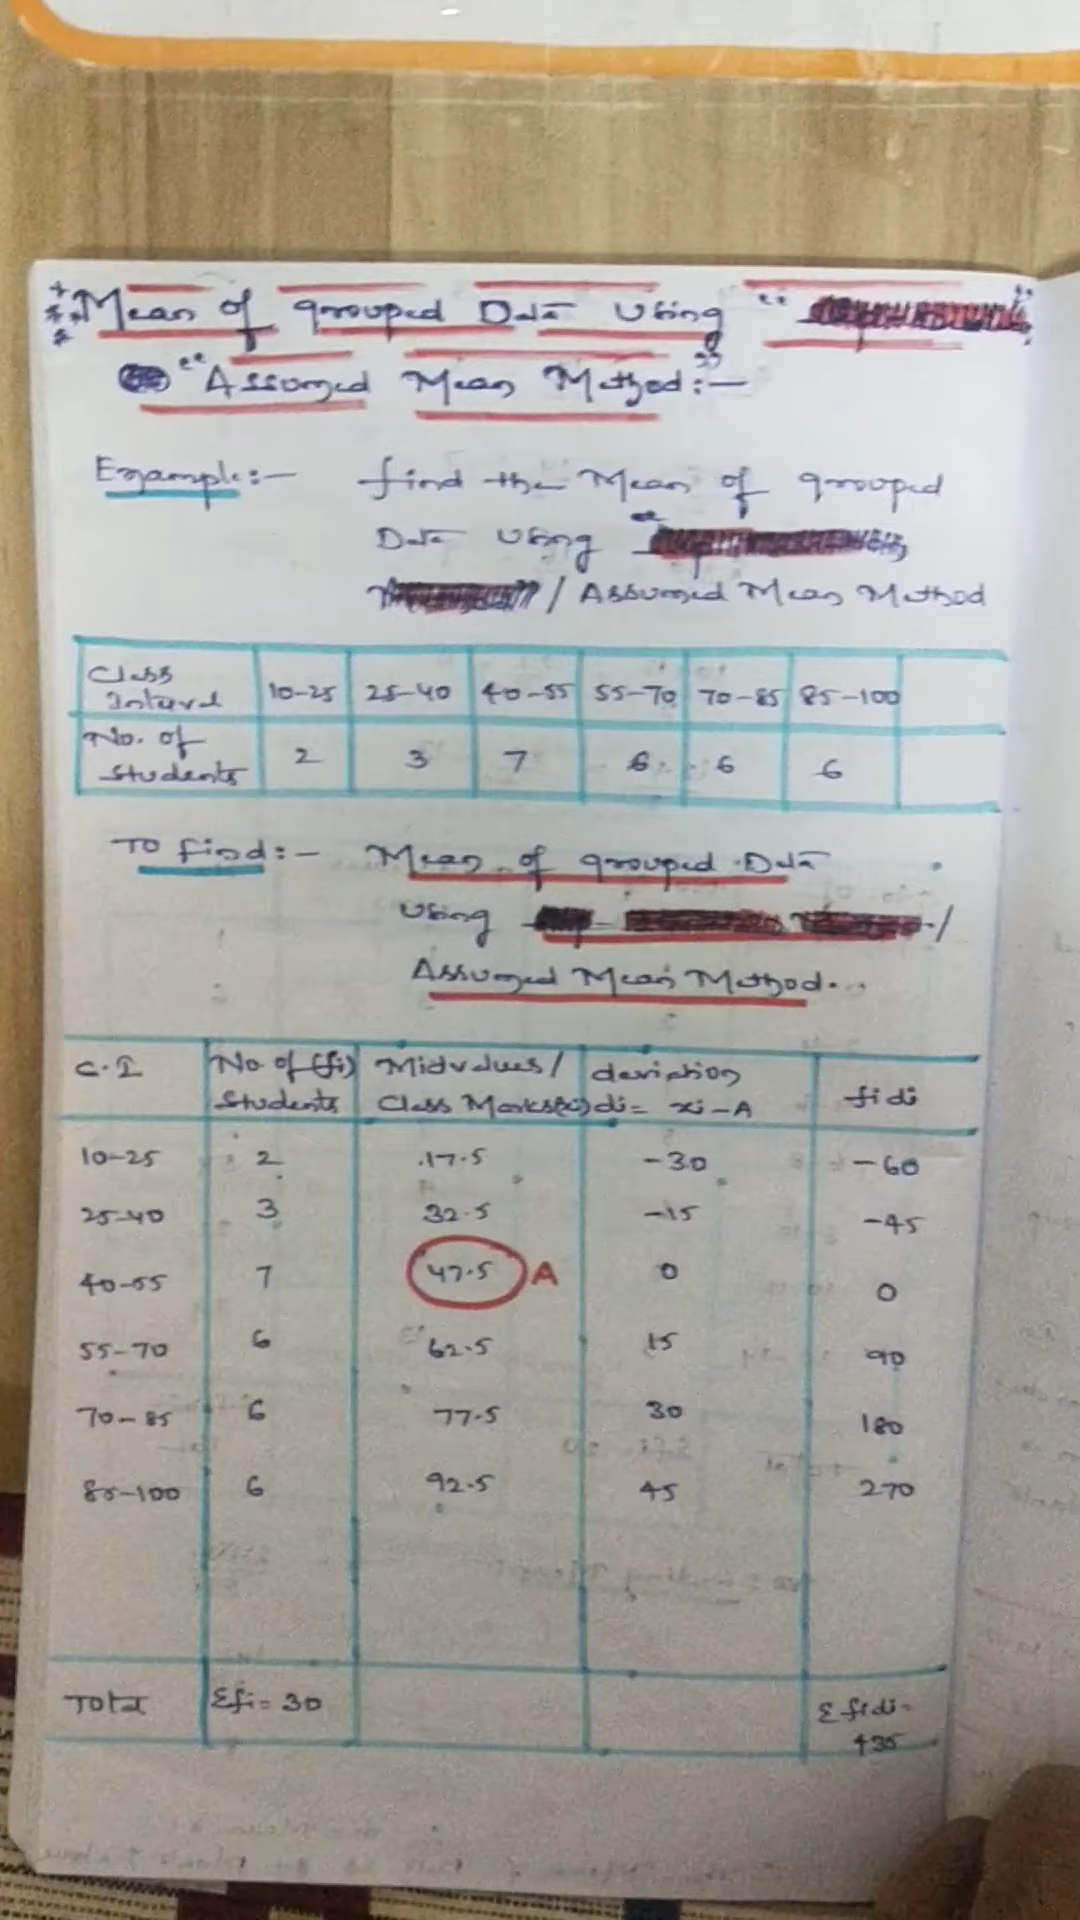 Mean of grouped Data Using "
"Assumed Mean Method":-
Example:- find the Mean of grouped
Data Using "
/ Assumed Mean Method
Class Interval 10-25 25-40 40-55 55-70 70-85 85-100
No. of Students 2 3 7 6 6 6
To find:- Mean of grouped Data
Using /
Assumed Mean Method.
C.I No of (fi) Students Midvalues/ Class Marks(xi) deviation di= xi-A fidi
10-25 2 17.5 -30 -60
25-40 3 32.5 -15 -45
40-55 7 47.5 A 0 0
55-70 6 62.5 15 90
70-85 6 77.5 30 180
85-100 6 92.5 45 270
Total Σfi= 30 Σfidi= 435